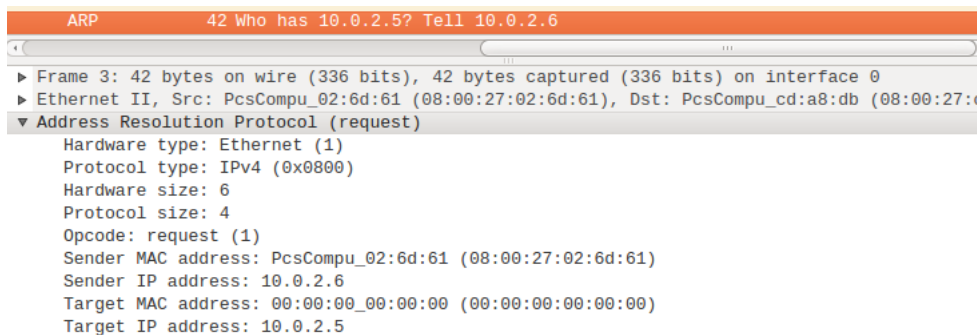 ARP 42 Who has 10.0.2.5? Tell 10.0.2.6
Frame 3: 42 bytes on wire (336 bits), 42 bytes captured (336 bits) on interface 0
Ethernet II, Src: PcsCompu_02:6d:61 (08:00:27:02:6d:61), Dst: PcsCompu_cd:a8:db (08:00:27:
Address Resolution Protocol (request)
Hardware type: Ethernet (1)
Protocol type: IPv4 (0x0800)
Hardware size: 6
Protocol size: 4
Opcode: request (1)
Sender MAC address: PcsCompu_02:6d:61 (08:00:27:02:6d:61)
Sender IP address: 10.0.2.6
Target MAC address: 00:00:00_00:00:00 (00:00:00:00:00:00)
Target IP address: 10.0.2.5